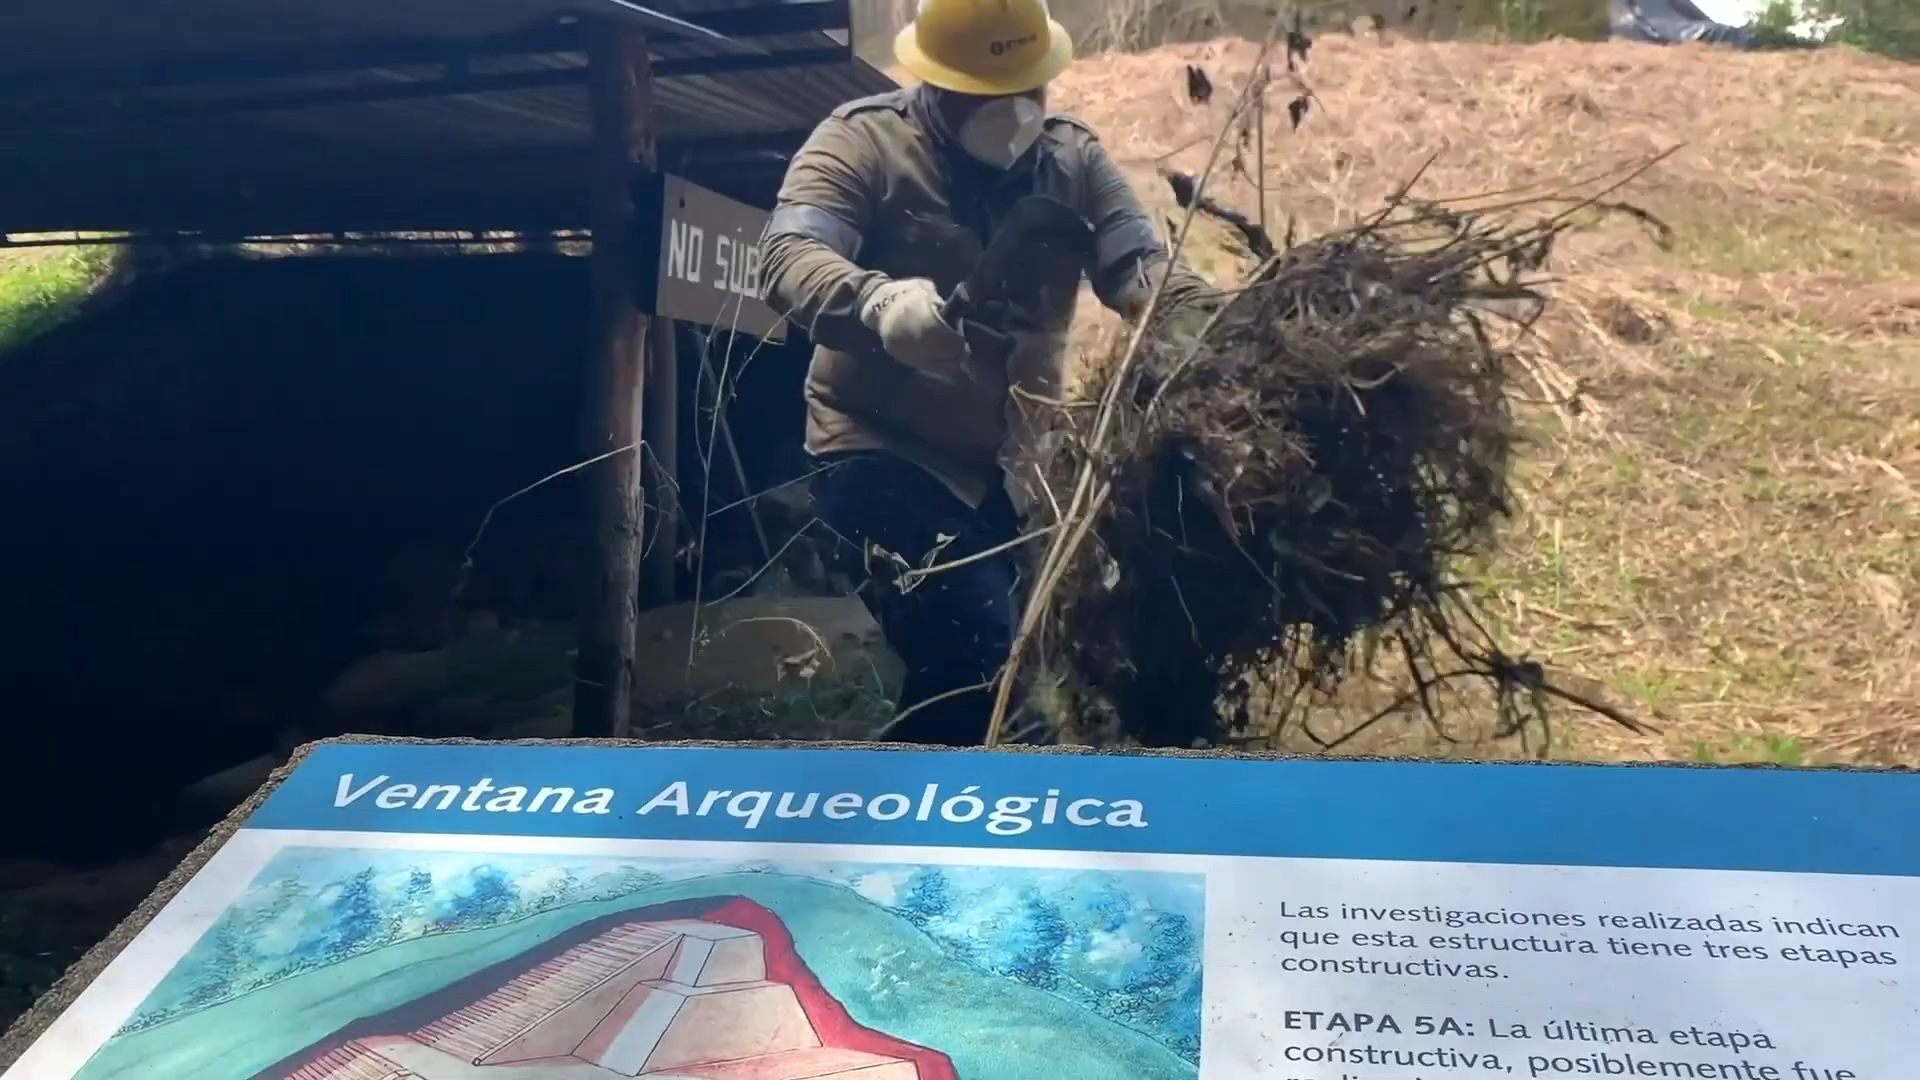 NO SUB
Ventana Arqueológica
Las investigaciones realizadas indican
que esta estructura tiene tres etapas
constructivas.
ETAPA 5A: La última etapa
constructiva, posiblemente fue